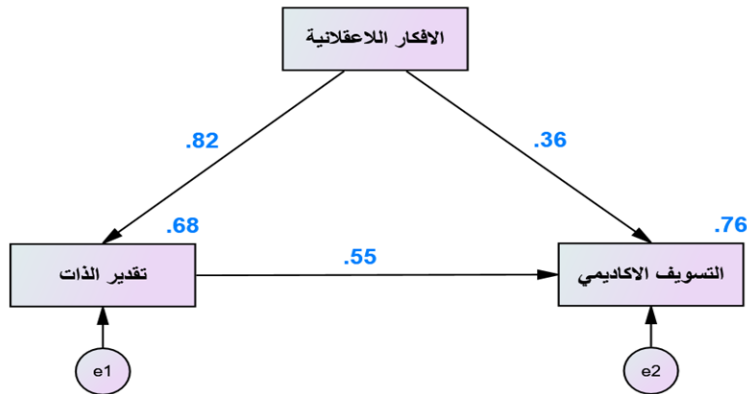 الافكار اللاعقلانية
.82
.36
.68
.76
تقدير الذات
.55
التسويف الاكاديمي
e1
e2